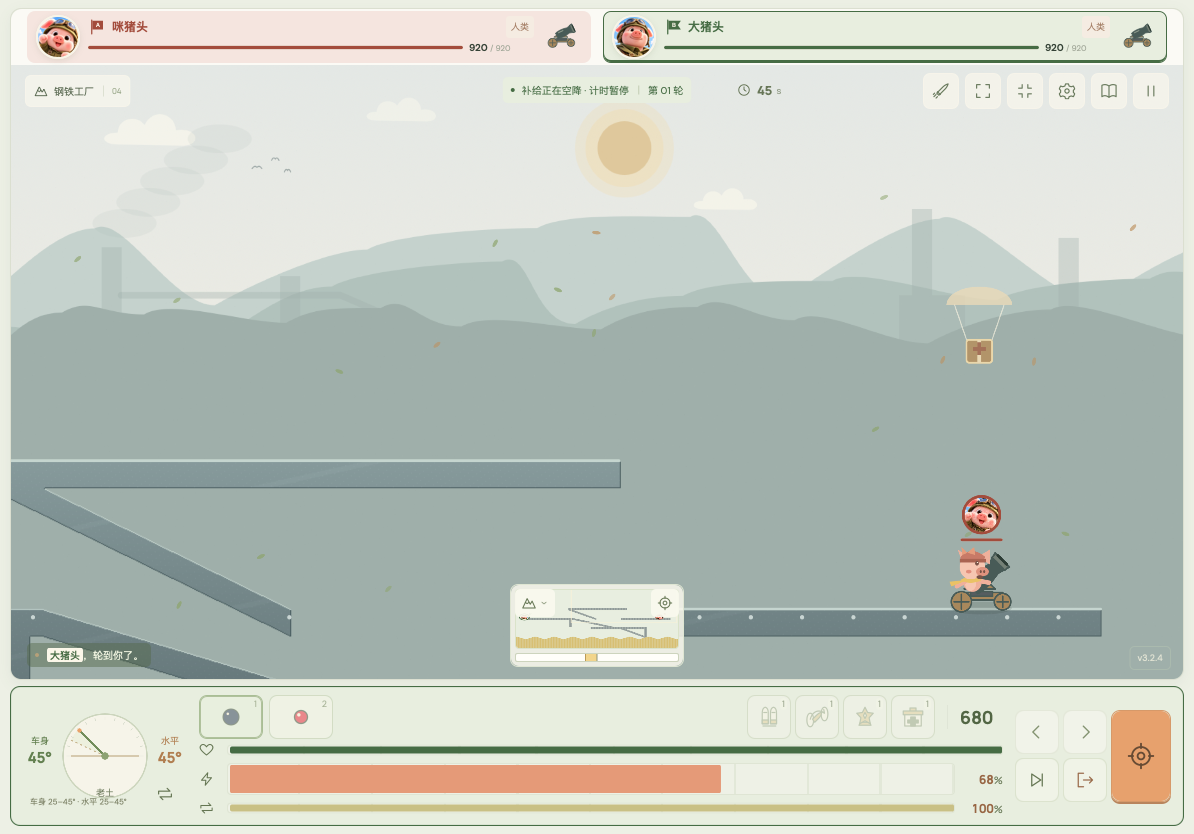 咪猪头
人类
920 / 920
大猪头
人类
920 / 920
钢铁工厂 04
补给正在空降 · 计时暂停 第 01 轮
45 s
大猪头，轮到你了。
v3.2.4
1
2
1
1
1
1
680
车身
45°
水平
45°
老土
车身 25–45° · 水平 25–45°
68%
100%